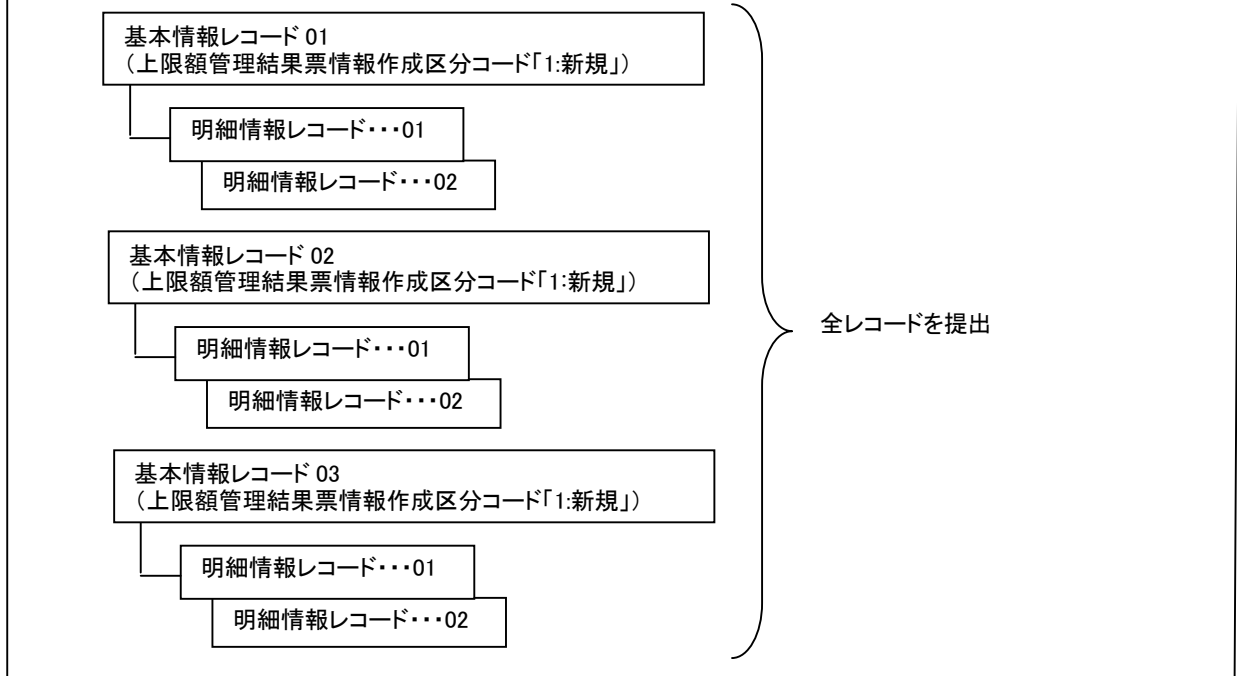 基本情報レコード 01
（上限額管理結果票情報作成区分コード「1:新規」）
明細情報レコード・・・01
明細情報レコード・・・02
基本情報レコード 02
（上限額管理結果票情報作成区分コード「1:新規」）
全レコードを提出
明細情報レコード・・・01
明細情報レコード・・・02
基本情報レコード 03
（上限額管理結果票情報作成区分コード「1:新規」）
明細情報レコード・・・01
明細情報レコード・・・02